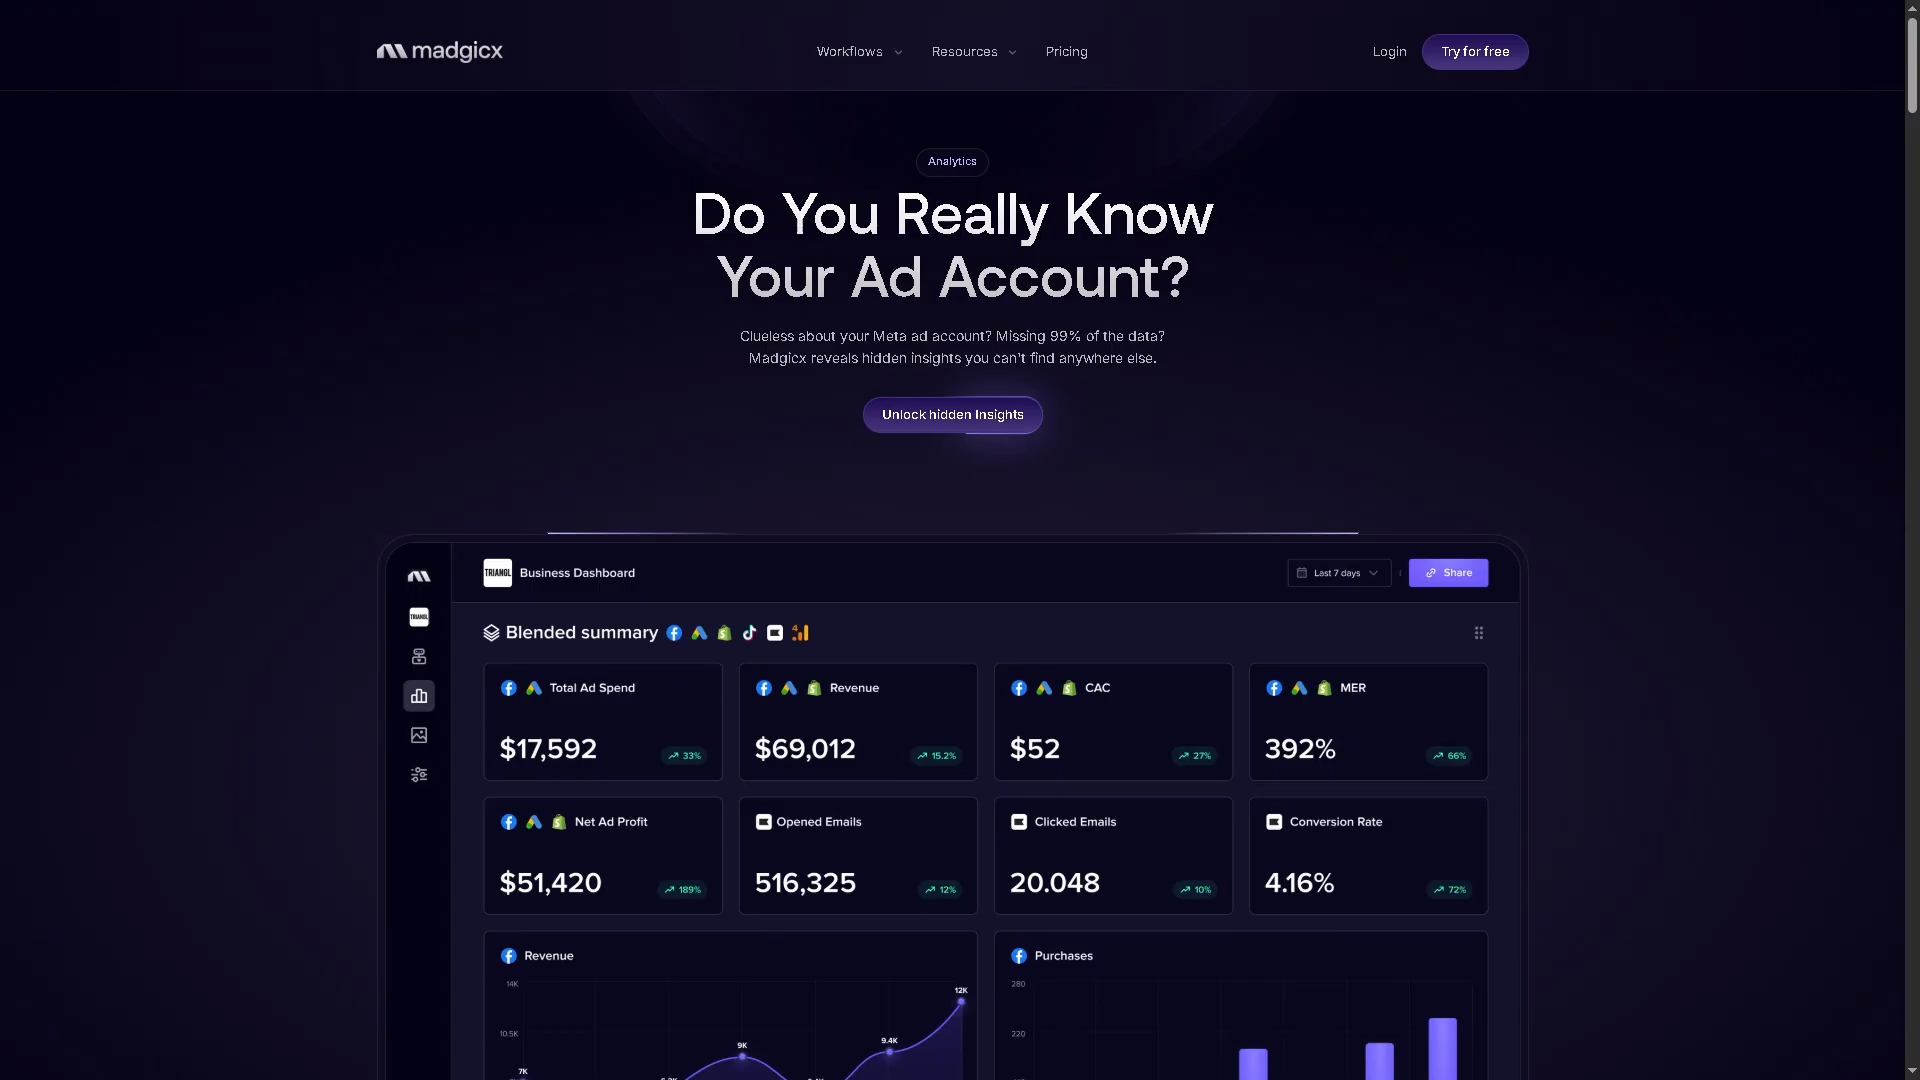 madgicx
Workflows
Resources
Pricing
Login
Try for free
Analytics
Do You Really Know
Your Ad Account?
Clueless about your Meta ad account? Missing 99% of the data?
Madgicx reveals hidden insights you can't find anywhere else.
Unlock hidden Insights
TRIANGL
Business Dashboard
Last 7 days
Share
TRIANGL
Blended summary
Total Ad Spend
$17,592
33%
Revenue
$69,012
15.2%
CAC
$52
27%
MER
392%
66%
Net Ad Profit
$51,420
189%
Opened Emails
516,325
12%
Clicked Emails
20.048
10%
Conversion Rate
4.16%
72%
Revenue
14K
12K
10.5K
9K
9.4K
7K
Purchases
280
220